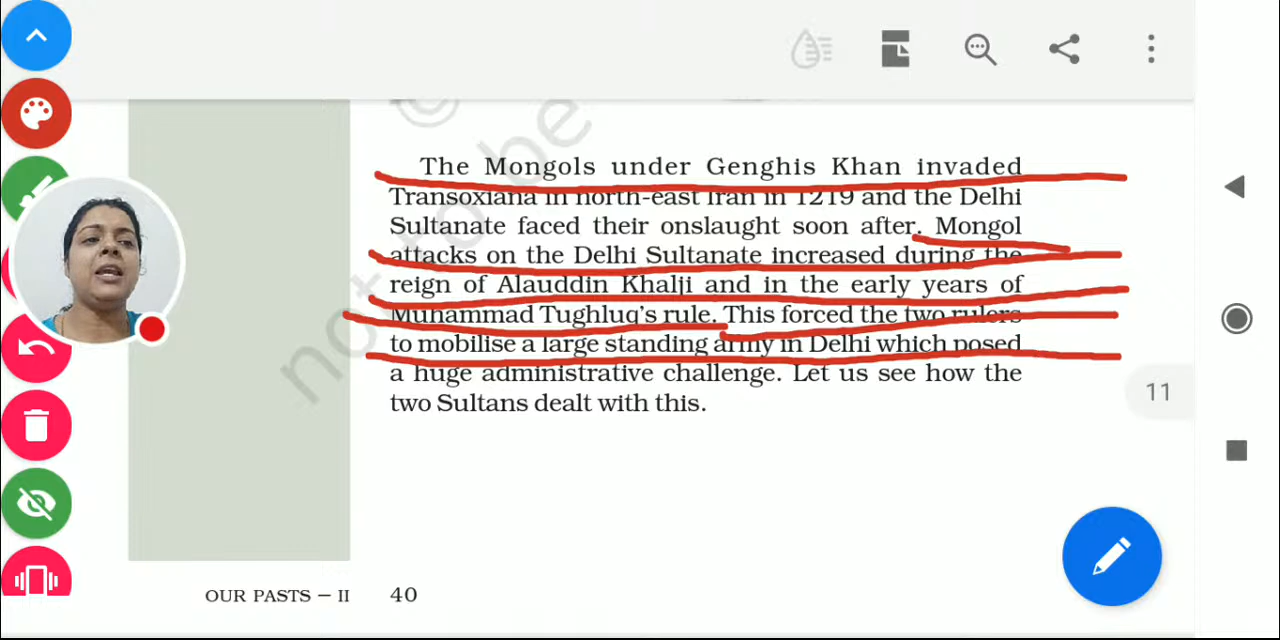 not to be
The Mongols under Genghis Khan invaded
Transoxiana in north-east Iran in 1219 and the Delhi
Sultanate faced their onslaught soon after. Mongol
attacks on the Delhi Sultanate increased during the
reign of Alauddin Khalji and in the early years of
Muhammad Tughluq's rule. This forced the two rulers
to mobilise a large standing army in Delhi which posed
a huge administrative challenge. Let us see how the
two Sultans dealt with this.
11
OUR PASTS – II 40